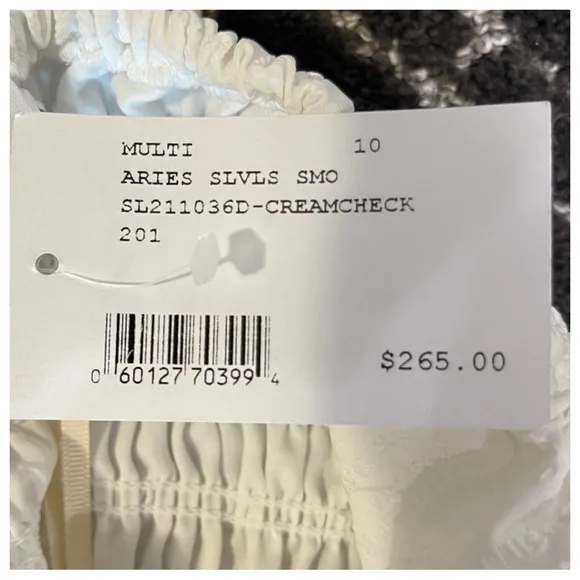 MULTI 10
ARIES SLVLS SMO
SL211036D-CREAMCHECK
201
$265.00
0 60127 70399 4